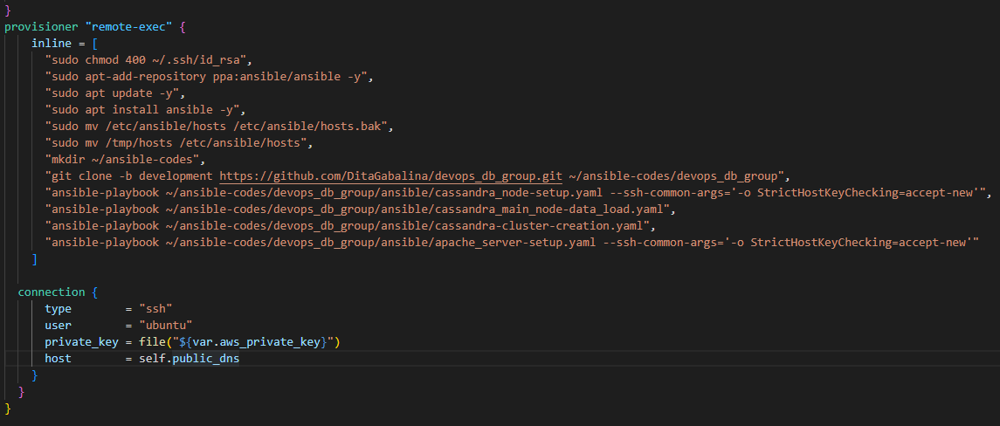 }
provisioner "remote-exec" {
inline = [
"sudo chmod 400 ~/.ssh/id_rsa",
"sudo apt-add-repository ppa:ansible/ansible -y",
"sudo apt update -y",
"sudo apt install ansible -y",
"sudo mv /etc/ansible/hosts /etc/ansible/hosts.bak",
"sudo mv /tmp/hosts /etc/ansible/hosts",
"mkdir ~/ansible-codes",
"git clone -b development https://github.com/DitaGabalina/devops_db_group.git ~/ansible-codes/devops_db_group",
"ansible-playbook ~/ansible-codes/devops_db_group/ansible/cassandra_node-setup.yaml --ssh-common-args='-o StrictHostKeyChecking=accept-new'",
"ansible-playbook ~/ansible-codes/devops_db_group/ansible/cassandra_main_node-data_load.yaml",
"ansible-playbook ~/ansible-codes/devops_db_group/ansible/cassandra-cluster-creation.yaml",
"ansible-playbook ~/ansible-codes/devops_db_group/ansible/apache_server-setup.yaml --ssh-common-args='-o StrictHostKeyChecking=accept-new'"
]
connection {
type = "ssh"
user = "ubuntu"
private_key = file("${var.aws_private_key}")
host = self.public_dns
}
}
}